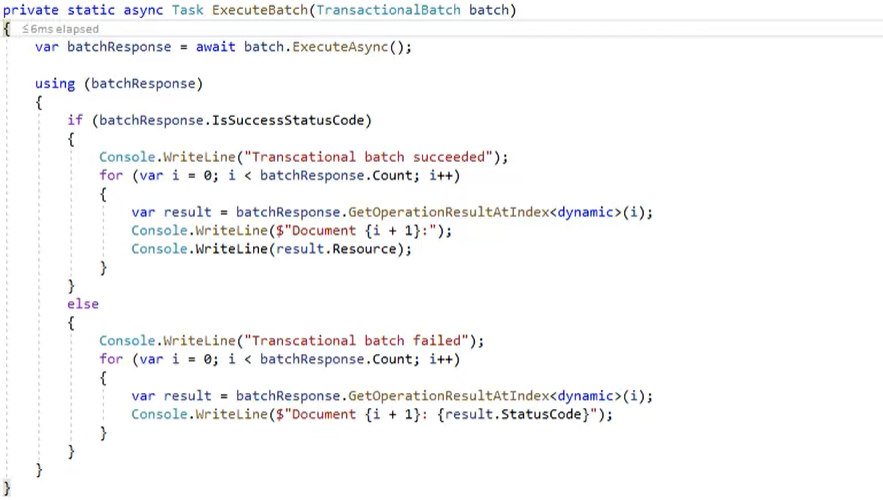 private static async Task ExecuteBatch(TransactionalBatch batch)
{ ≤6ms elapsed
    var batchResponse = await batch.ExecuteAsync();
    using (batchResponse)
    {
        if (batchResponse.IsSuccessStatusCode)
        {
            Console.WriteLine("Transcational batch succeeded");
            for (var i = 0; i < batchResponse.Count; i++)
            {
                var result = batchResponse.GetOperationResultAtIndex<dynamic>(i);
                Console.WriteLine($"Document {i + 1}:");
                Console.WriteLine(result.Resource);
            }
        }
        else
        {
            Console.WriteLine("Transcational batch failed");
            for (var i = 0; i < batchResponse.Count; i++)
            {
                var result = batchResponse.GetOperationResultAtIndex<dynamic>(i);
                Console.WriteLine($"Document {i + 1}: {result.StatusCode}");
            }
        }
    }
}